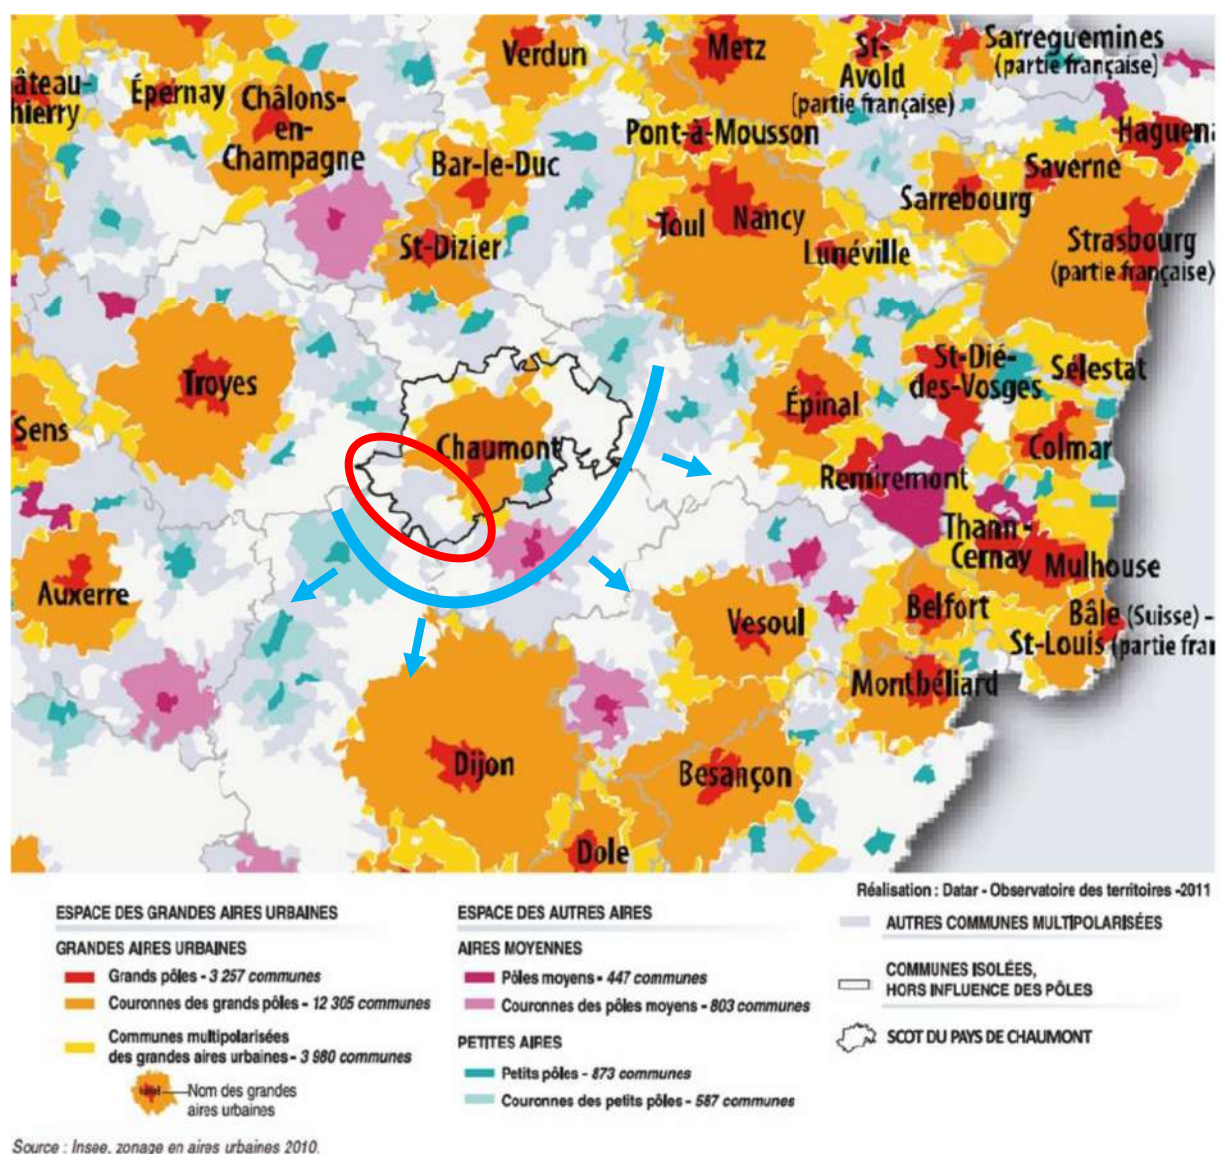 Verdun
Metz
St-
Avold
(partie française)
Sarreguemines
(partie française)
âteau-
hierry
Épernay
Châlons-
en-
Champagne
Pont-à-Mousson
Haguen
Bar-le-Duc
Saverne
Sarrebourg
Toul
Nancy
St-Dizier
Lunéville
Strasbourg
(partie française)
Troyes
St-Dié-
des-Vosges
Sélestat
Épinal
Sens
Chaumont
Colmar
Remiremont
Thann-
Cernay
Mulhouse
Auxerre
Vesoul
Belfort
Bâle (Suisse) -
St-Louis (partie frai
Montbéliard
Dijon
Besançon
Dole
Réalisation : Datar - Observatoire des territoires -2011
ESPACE DES GRANDES AIRES URBAINES
GRANDES AIRES URBAINES
Grands pôles - 3 257 communes
Couronnes des grands pôles - 12 305 communes
Communes multipolarisées
des grandes aires urbaines - 3 980 communes
Nom des grandes
aires urbaines
ESPACE DES AUTRES AIRES
AIRES MOYENNES
Pôles moyens - 447 communes
Couronnes des pôles moyens - 803 communes
PETITES AIRES
Petits pôles - 873 communes
Couronnes des petits pôles - 587 communes
AUTRES COMMUNES MULTIPOLARISÉES
COMMUNES ISOLÉES,
HORS INFLUENCE DES PÔLES
SCOT DU PAYS DE CHAUMONT
Source : Insee, zonage en aires urbaines 2010.